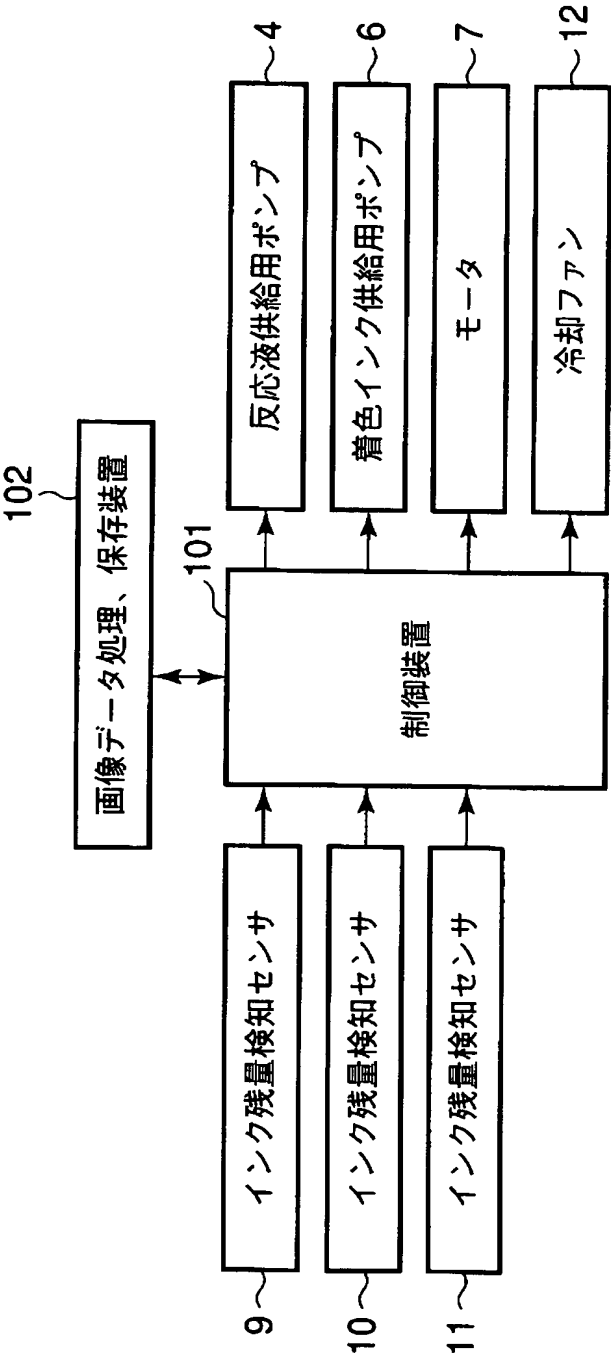 102
画像データ処理、保存装置
101
制御装置
9
インク残量検知センサ
10
インク残量検知センサ
11
インク残量検知センサ
反応液供給用ポンプ
4
着色インク供給用ポンプ
6
モータ
7
冷却ファン
12